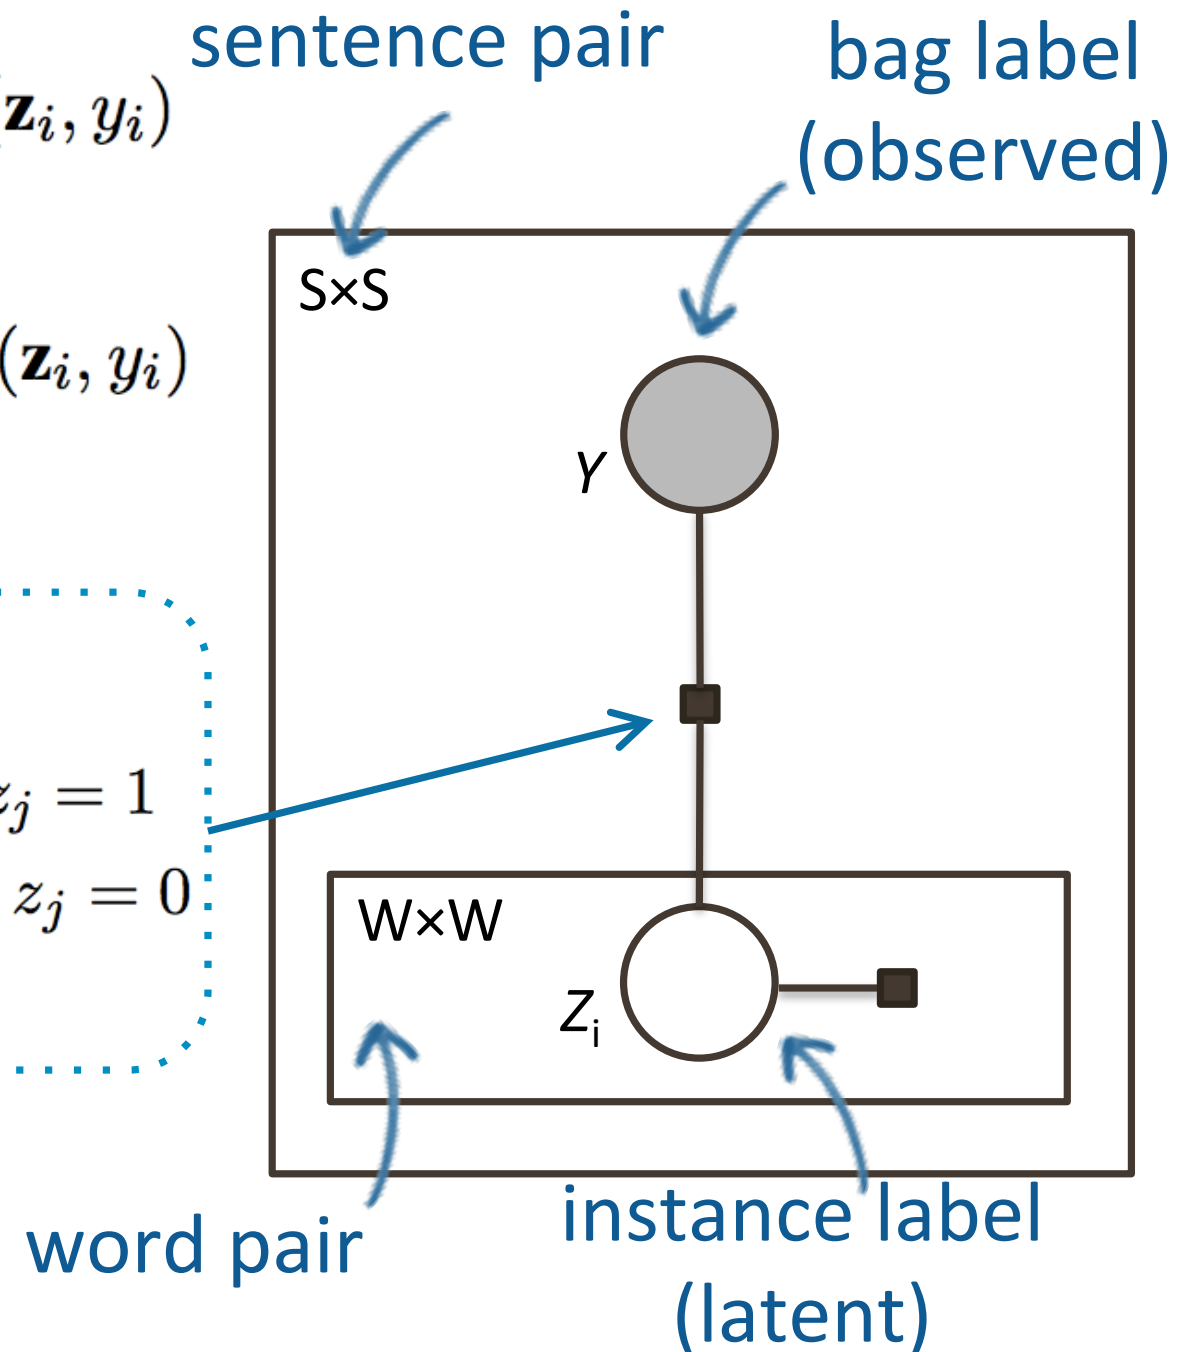 sentence pair
bag label
(observed)
𝐳ᵢ, yᵢ)
S×S
(𝐳ᵢ, yᵢ)
Y
zⱼ = 1
zⱼ = 0
W×W
Zᵢ
word pair
instance label
(latent)